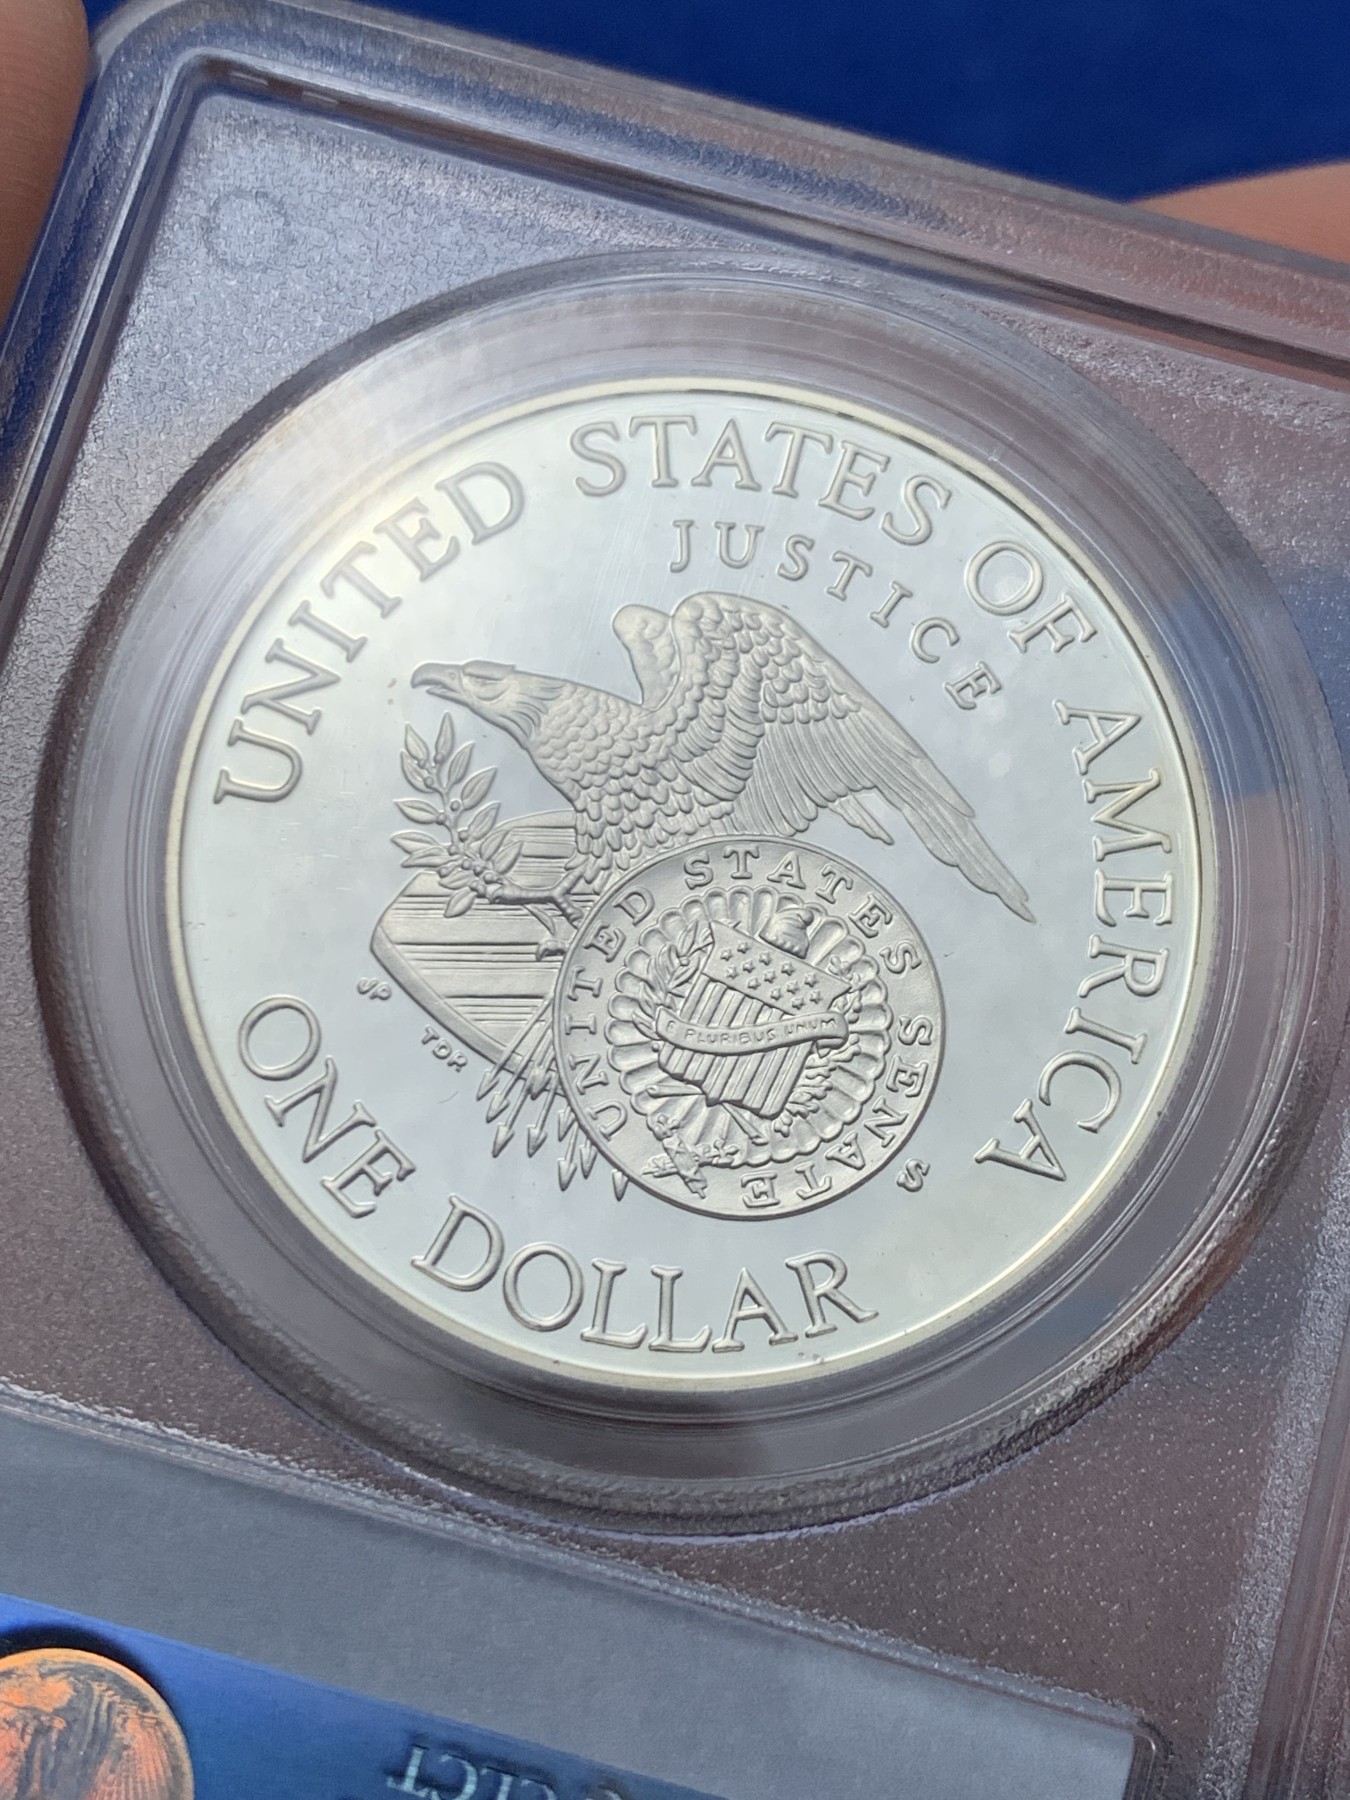 UNITED STATES OF AMERICA
JUSTICE
UNITED STATES SENATE
E PLURIBUS UNUM
JP
TDR
S
ONE DOLLAR